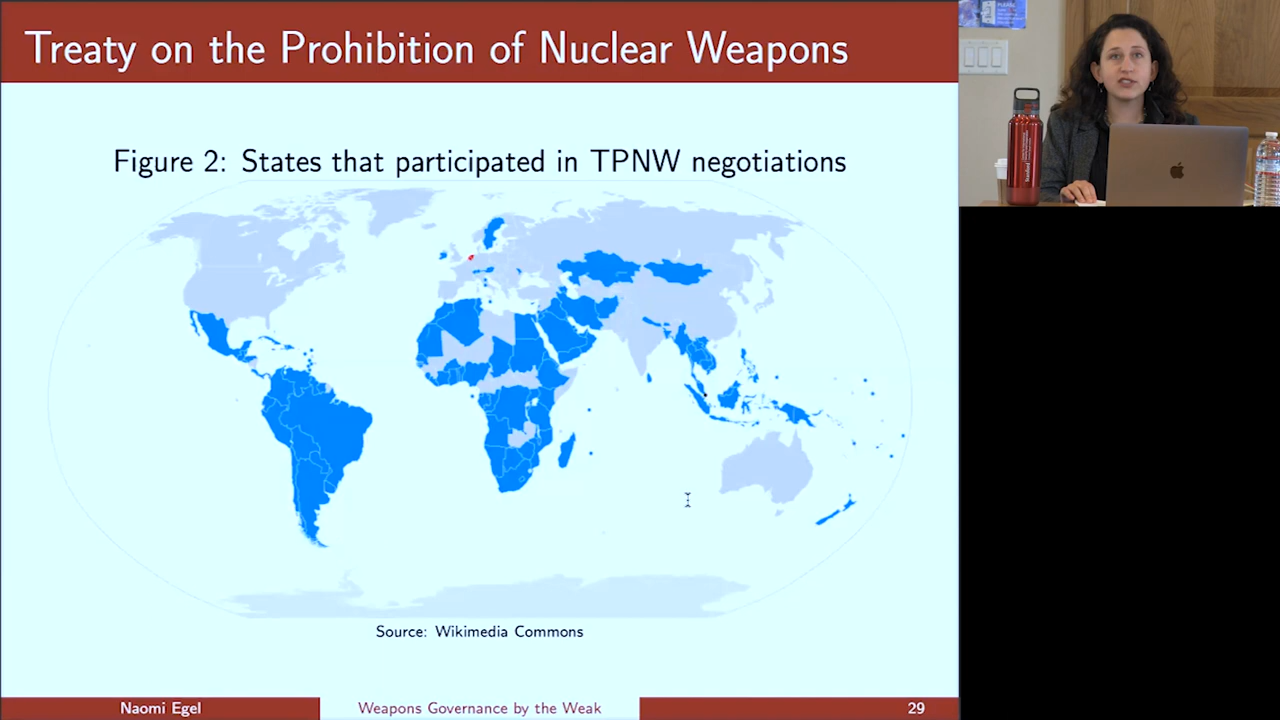 Treaty on the Prohibition of Nuclear Weapons
Figure 2: States that participated in TPNW negotiations
Source: Wikimedia Commons
Naomi Egel
Weapons Governance by the Weak
29
Stanford